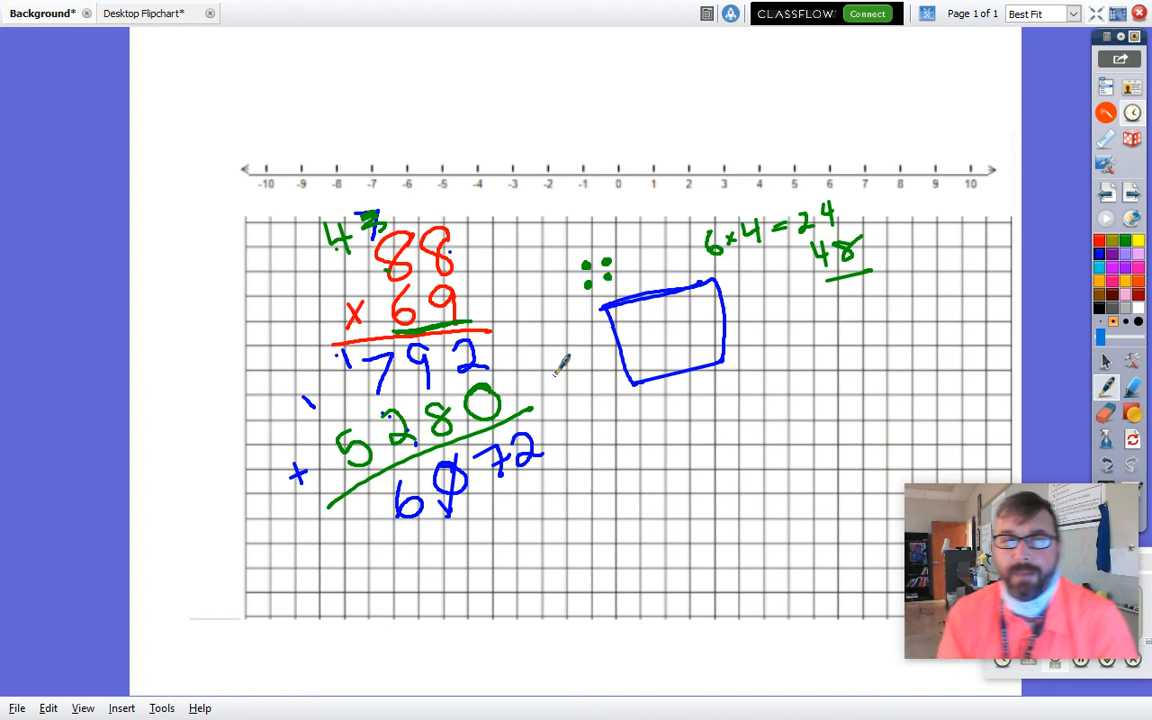 Background* Desktop Flipchart* CLASSFLOW Connect Page 1 of 1 Best Fit
-10 -9 -8 -7 -6 -5 -4 -3 -2 -1 0 1 2 3 4 5 6 7 8 9 10
4 7
88
x 69
1792
5280
+
6072
6 x 4 = 24
48
File Edit View Insert Tools Help